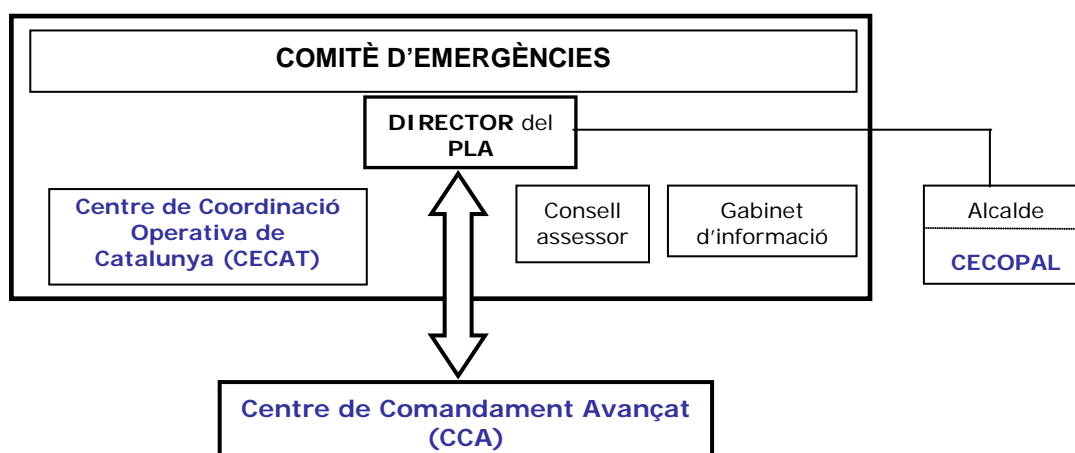 COMITÈ D'EMERGÈNCIES
DIRECTOR del
PLA
Centre de Coordinació
Operativa de
Catalunya (CECAT)
Consell
assessor
Gabinet
d'informació
Alcalde
CECOPAL
Centre de Comandament Avançat
(CCA)